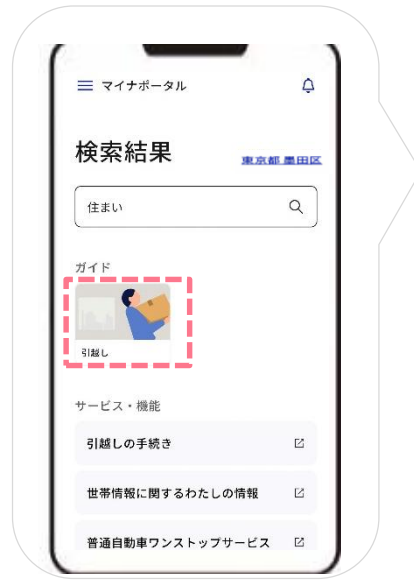 マイナポータル
検索結果
東京都 墨田区
住まい
ガイド
引越し
サービス・機能
引越しの手続き
世帯情報に関するわたしの情報
普通自動車ワンストップサービス